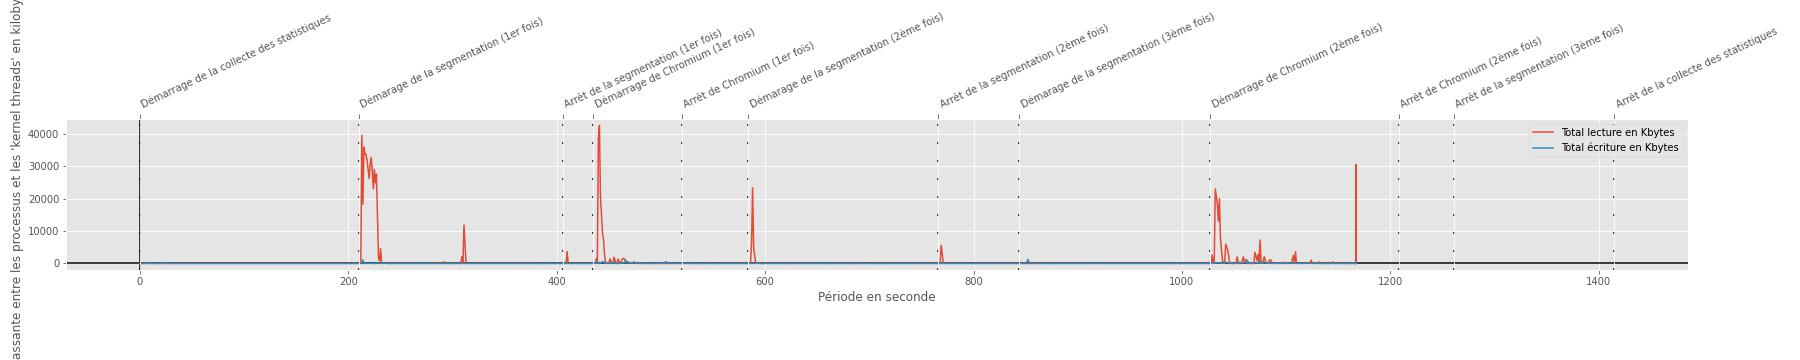 Démarrage de la collecte des statistiques
Démarage de la segmentation (1er fois)
Arrêt de la segmentation (1er fois)
Démarrage de Chromium (1er fois)
Arrêt de Chromium (1er fois)
Démarage de la segmentation (2ème fois)
Arrêt de la segmentation (2ème fois)
Démarage de la segmentation (3ème fois)
Démarrage de Chromium (2ème fois)
Arrêt de Chromium (2ème fois)
Arrêt de la segmentation (3ème fois)
Arrêt de la collecte des statistiques
entre les processus et les 'kernel threads' en
40000
30000
20000
10000
0
Total lecture en Kbytes
Total écriture en Kbytes
0 200 400 600 800 1000 1200 1400
Période en seconde